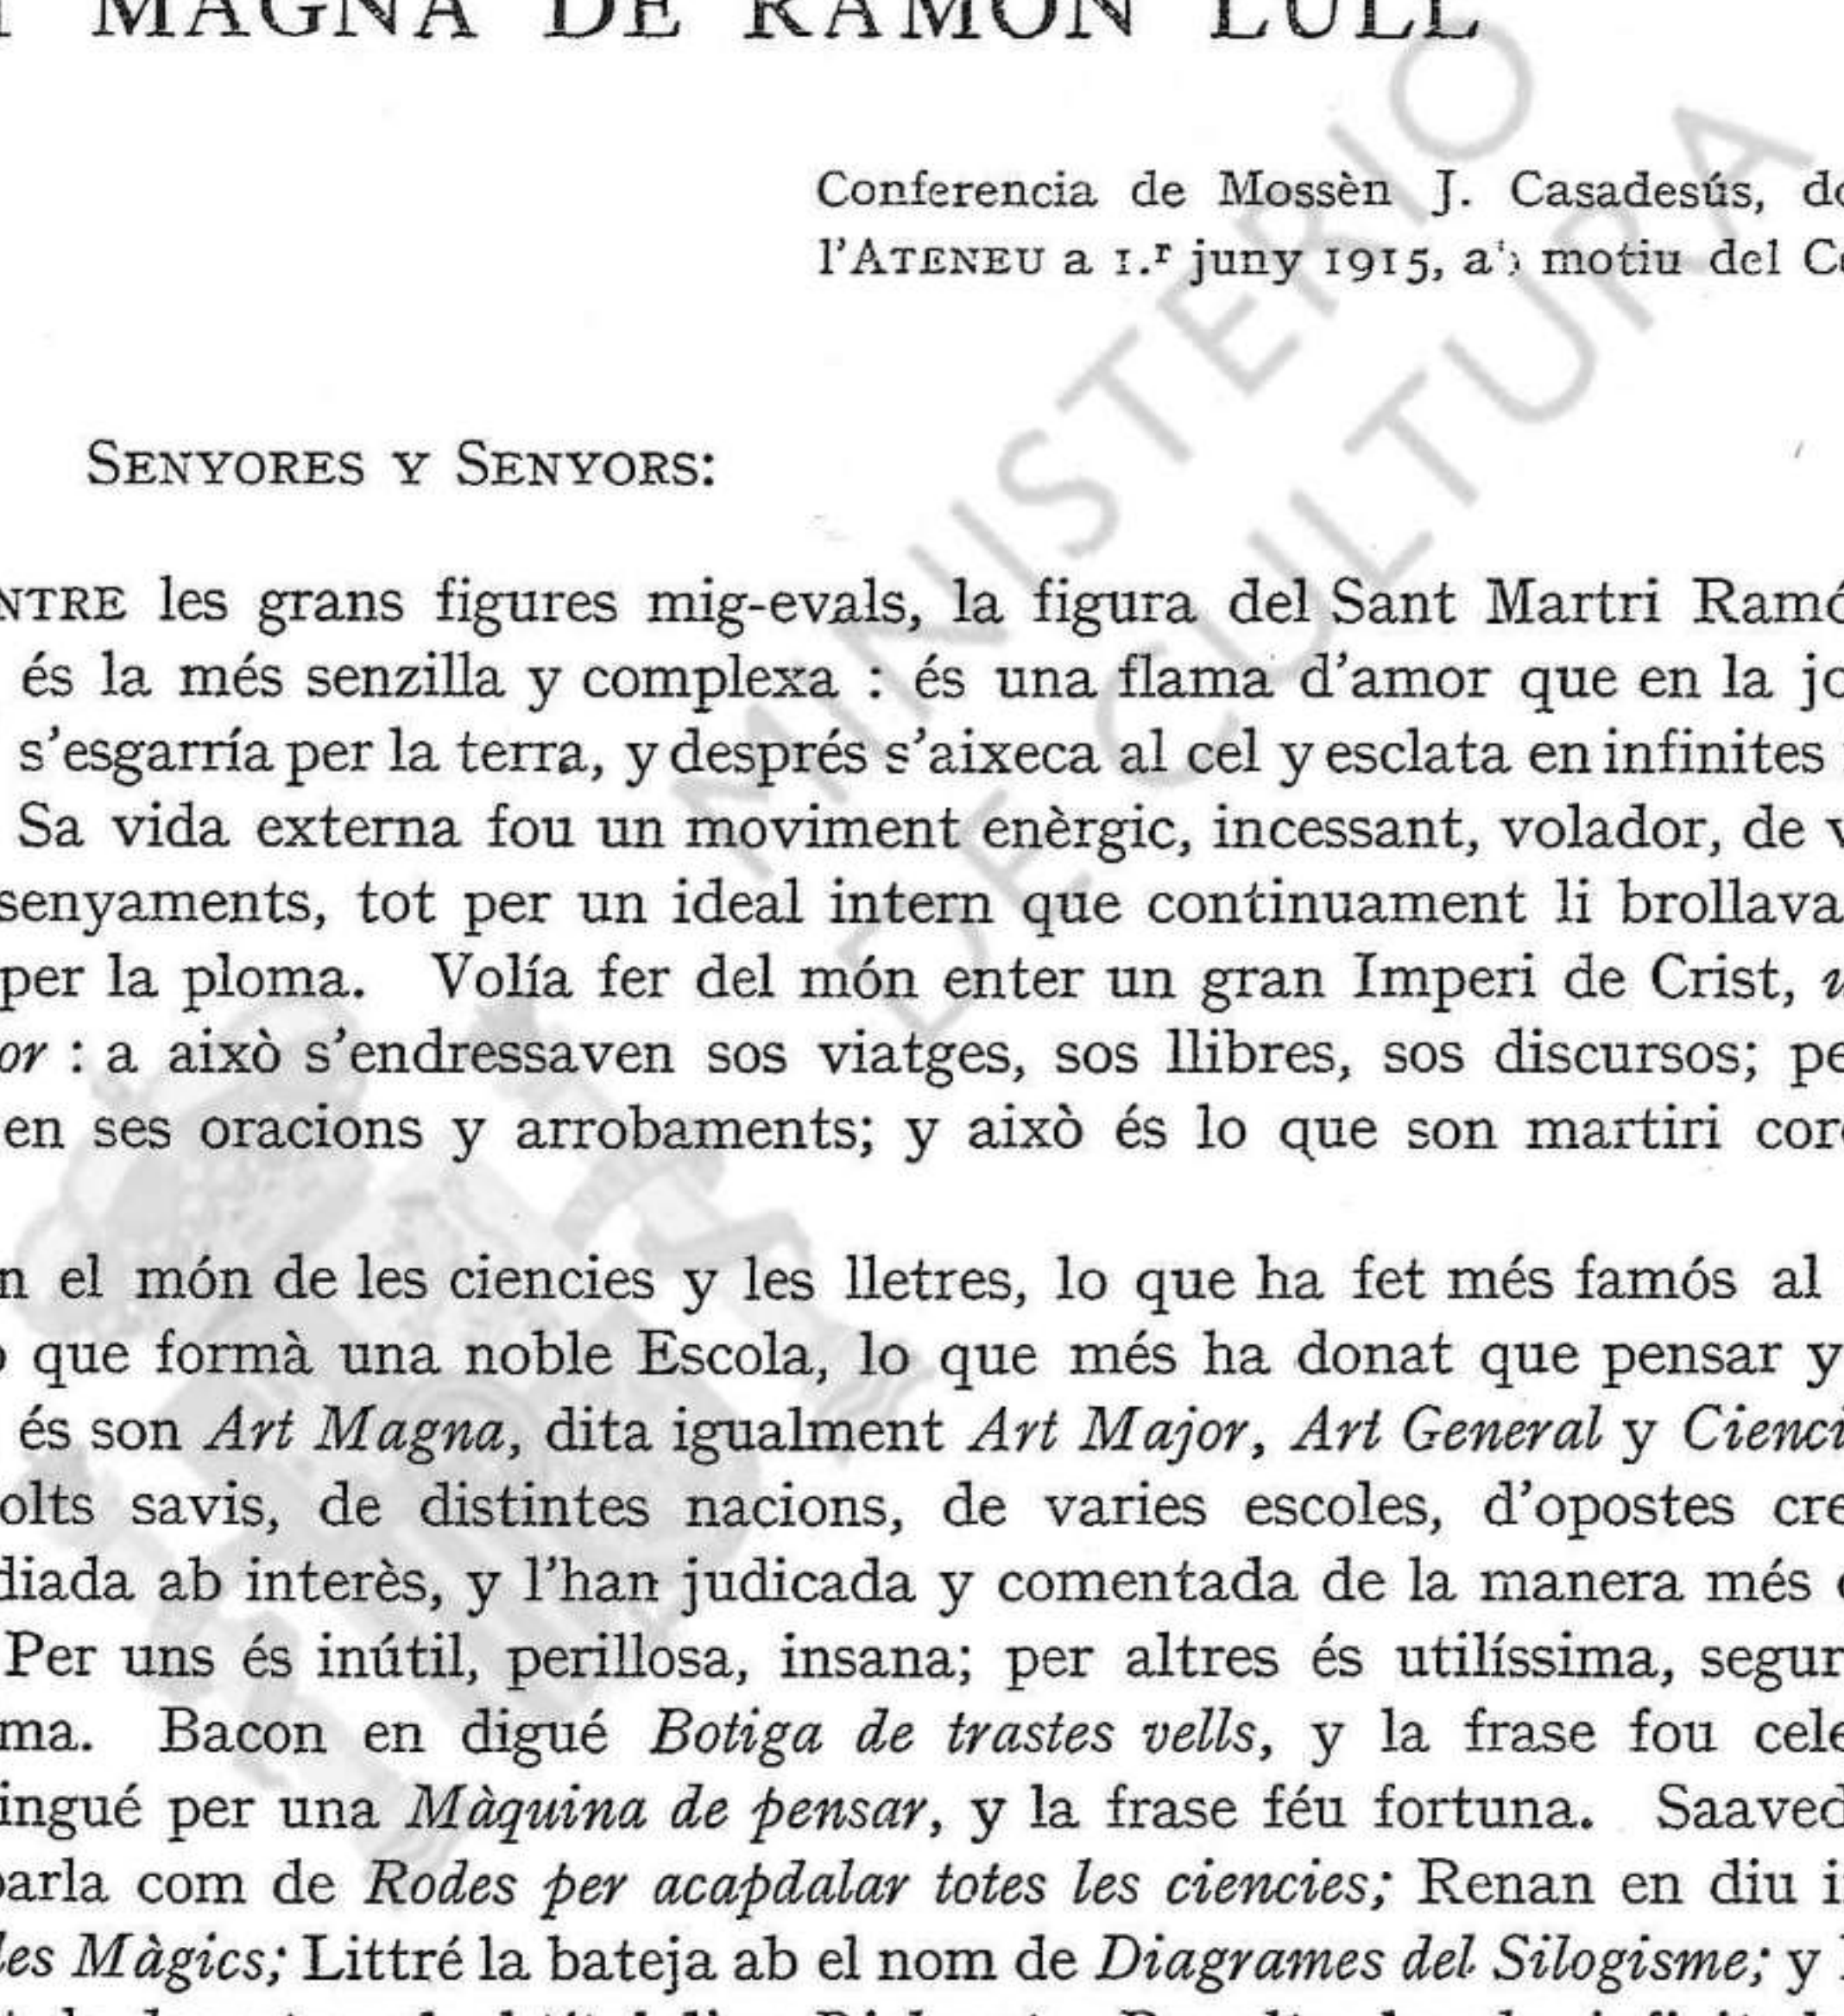 MAGNA DE RAMON LULL
Conferencia de Mossèn J. Casadesús,
l'ATENEU a 1.r juny 1915, motiu del
SENYORES Y SENYORS:
NTRE les grans figures mig-evals, la figura del Sant Martri Ramó
és la més senzilla y complexa : és una flama d'amor que en la jo
s'esgarría per la terra, y després s'aixeca al cel y esclata en infinites
Sa vida externa fou un moviment enèrgic, incessant, volador, de v
senyaments, tot per un ideal intern que continuament li brollava
per la ploma. Volía fer del món enter un gran Imperi de Crist,
or : a això s'endressaven sos viatges, sos llibres, sos discursos; pe
en ses oracions y arrobaments; y això és lo que son martiri cor
n el món de les ciencies y les lletres, lo que ha fet més famós al
que formà una noble Escola, lo que més ha donat que pensar y
és son Art Magna, dita igualment Art Major, Art General y Cienci
olts savis, de distintes nacions, de varies escoles, d'opostes cre
diada ab interès, y l'han judicada y comentada de la manera més
Per uns és inútil, perillosa, insana; per altres és utilíssima, segur
ma. Bacon en digué Botiga de trastes vells, y la frase fou cele
ingué per una Màquina de pensar, y la frase féu fortuna. Saaved
parla com de Rodes per acapdalar totes les ciencies; Renan en diu
les Màgics; Littré la bateja ab el nom de Diagrames del Silogisme; y
MINISTERIO
DE CULTURA